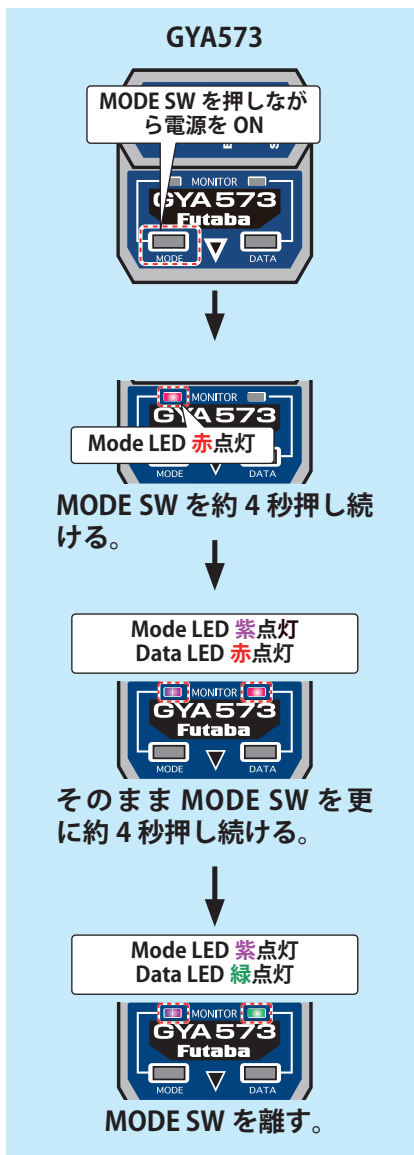 GYA573
MODE SW を押しなが
ら電源を ON
MONITOR
GYA573
Futaba
MODE
DATA
MONITOR
GYA573
Mode LED 赤点灯
MODE
DATA
MODE SW を約 4 秒押し続
ける。
Mode LED 紫点灯
Data LED 赤点灯
MONITOR
GYA573
Futaba
MODE
DATA
そのまま MODE SW を更
に約 4 秒押し続ける。
Mode LED 紫点灯
Data LED 緑点灯
MONITOR
GYA573
Futaba
MODE
DATA
MODE SW を離す。